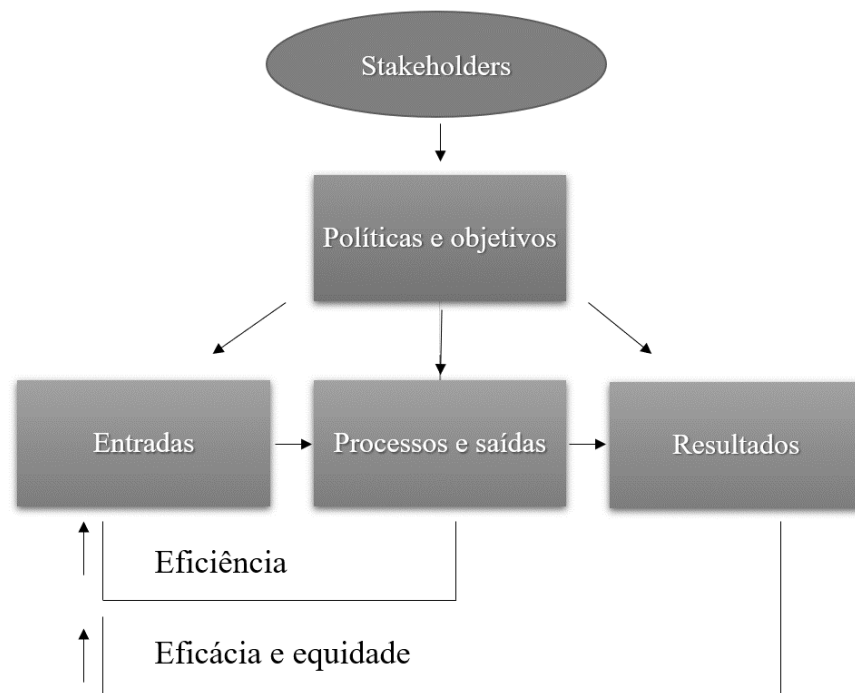 Stakeholders
Políticas e objetivos
Entradas
Processos e saídas
Resultados
Eficiência
Eficácia e equidade